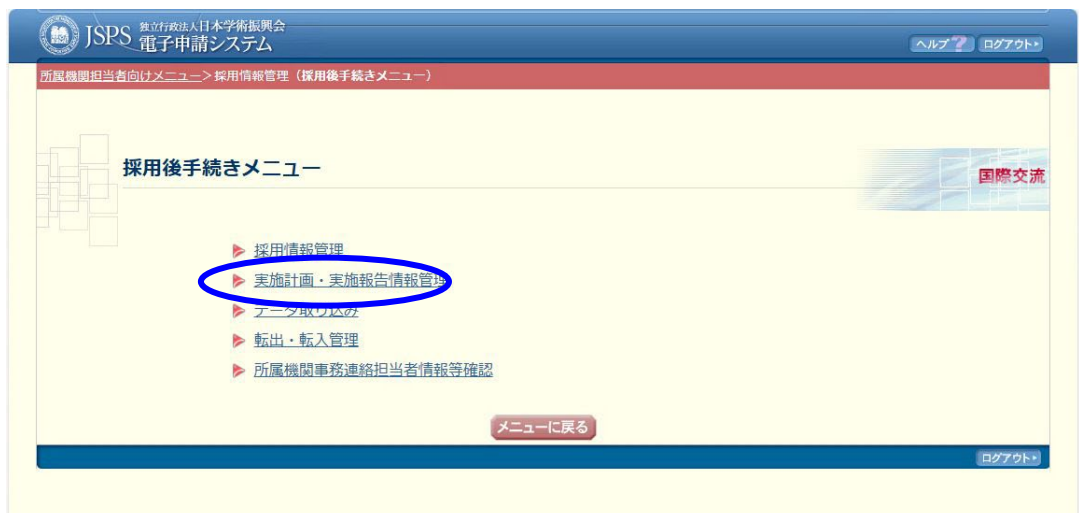 JSPS 独立行政法人日本学術振興会
電子申請システム
ヘルプ ? ログアウト
所属機関担当者向けメニュー>採用情報管理（採用後手続きメニュー）
採用後手続きメニュー
国際交流
採用情報管理
実施計画・実施報告情報管理
データ取り込み
転出・転入管理
所属機関事務連絡担当者情報等確認
メニューに戻る
ログアウト